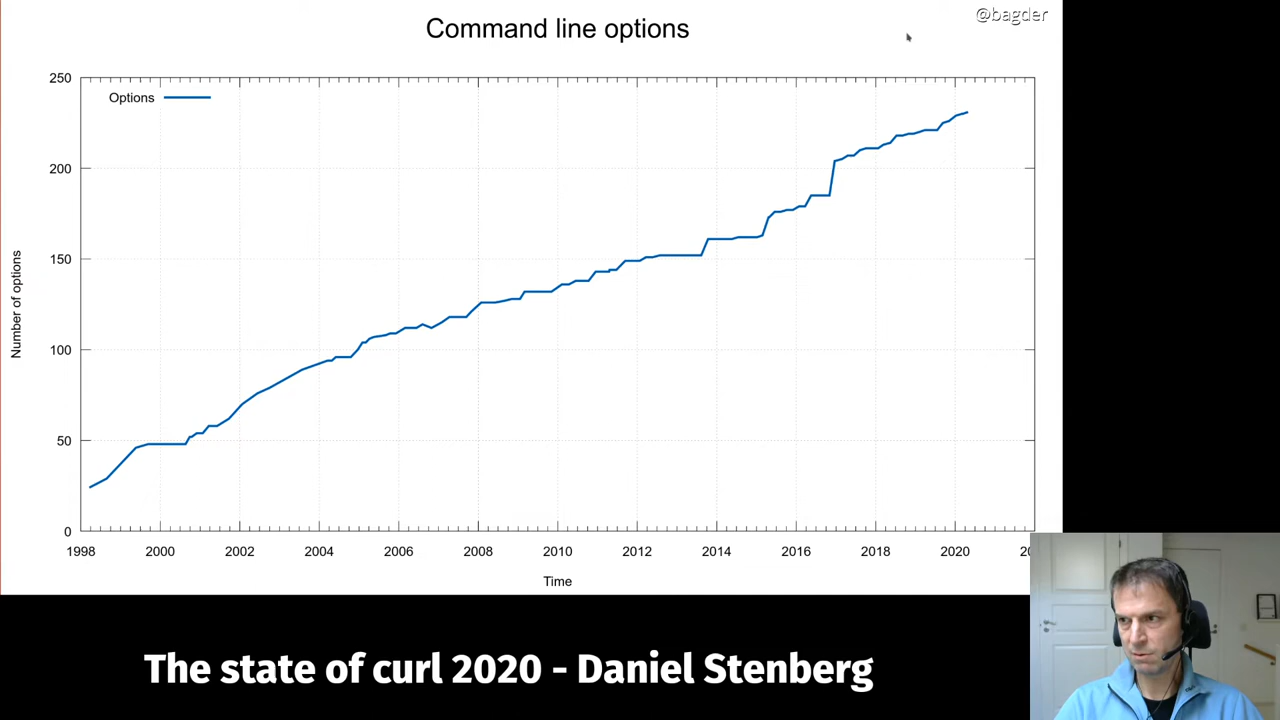 @bagder
Command line options
250
Options
200
150
100
50
0
Number of options
1998 2000 2002 2004 2006 2008 2010 2012 2014 2016 2018 2020
Time
The state of curl 2020 - Daniel Stenberg